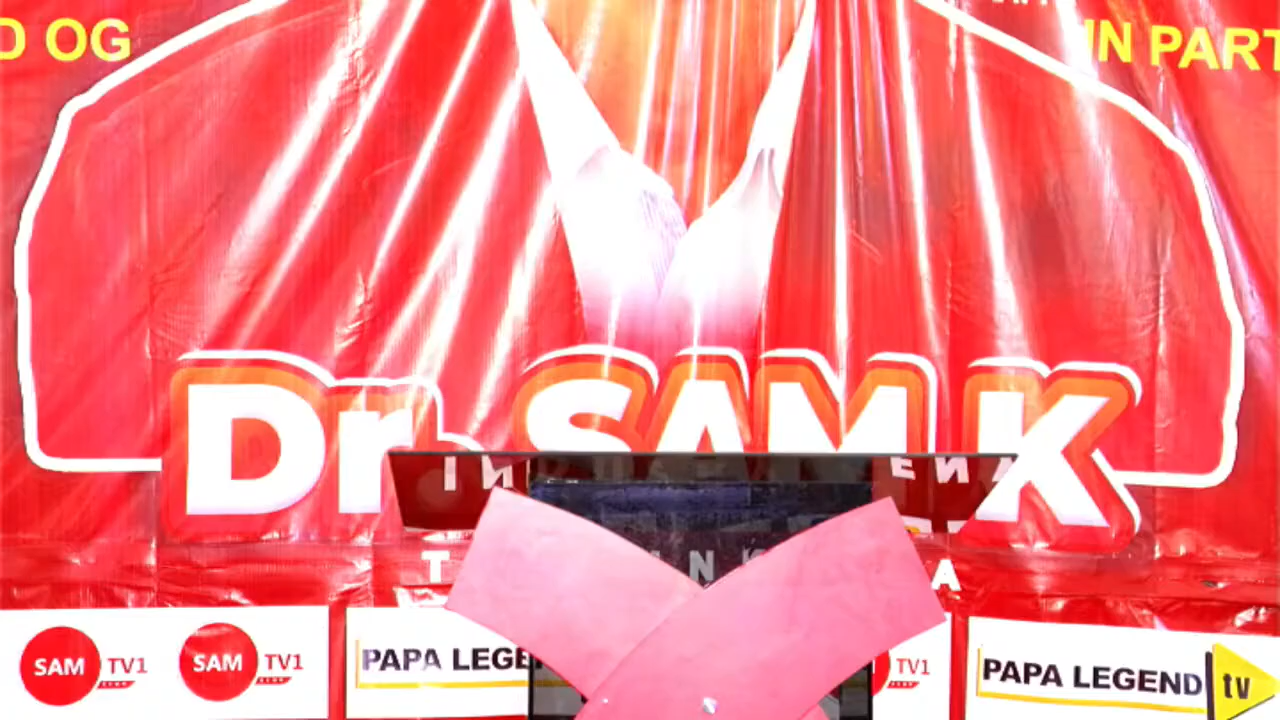 D OG
IN PART
Dr. SAM K
SAM TV1
SAM TV1
PAPA LEGE
TV1
PAPA LEGEND tv